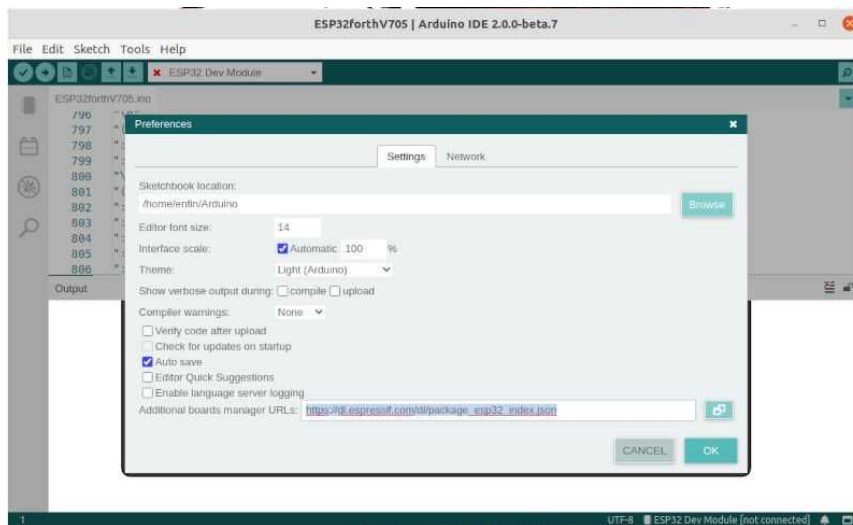 ESP32forthV705 | Arduino IDE 2.0.0-beta.7
File Edit Sketch Tools Help
ESP32 Dev Module
ESP32forthV705.ino
796
797
798
799
800
801
802
803
804
805
806
Output
Preferences
Settings Network
Sketchbook location:
/home/enfin/Arduino
Browse
Editor font size: 14
Interface scale: Automatic 100 %
Theme: Light (Arduino)
Show verbose output during: compile upload
Compiler warnings: None
Verify code after upload
Check for updates on startup
Auto save
Editor Quick Suggestions
Enable language server logging
Additional boards manager URLs: https://dl.espressif.com/dl/package_esp32_index.json
CANCEL OK
1 UTF-8 ESP32 Dev Module [not connected]